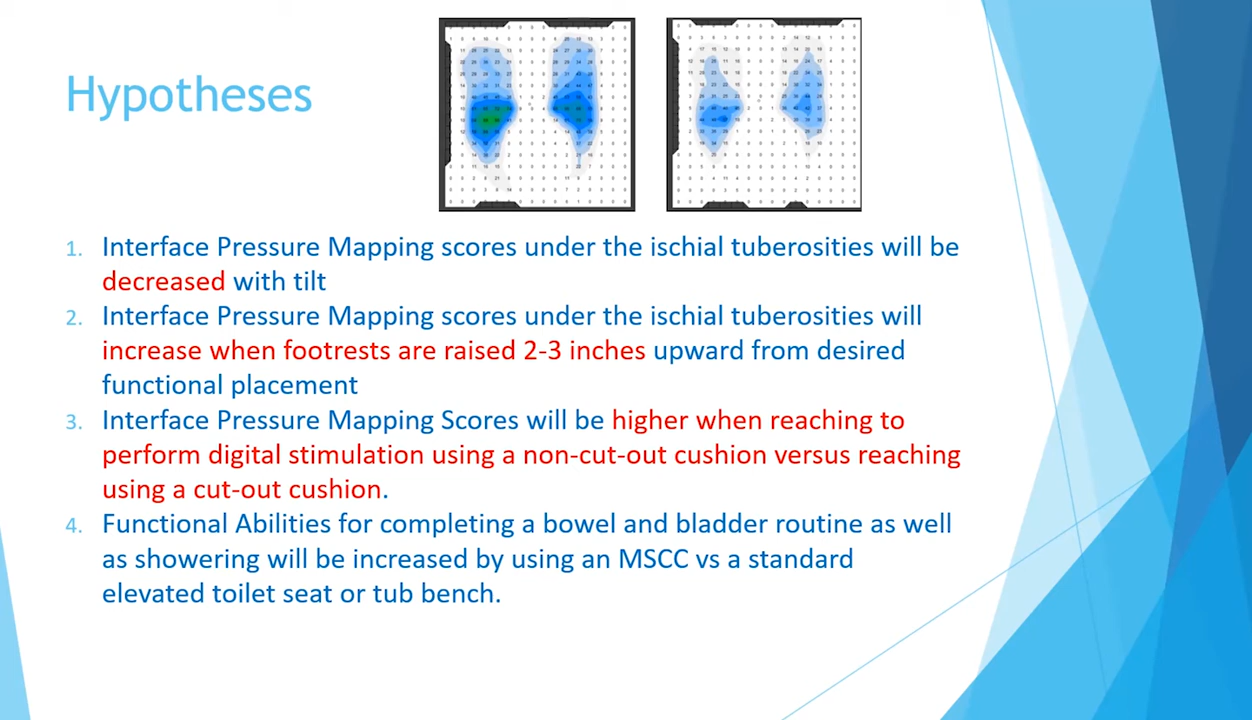 Hypotheses
1. Interface Pressure Mapping scores under the ischial tuberosities will be
decreased with tilt
2. Interface Pressure Mapping scores under the ischial tuberosities will
increase when footrests are raised 2-3 inches upward from desired
functional placement
3. Interface Pressure Mapping Scores will be higher when reaching to
perform digital stimulation using a non-cut-out cushion versus reaching
using a cut-out cushion.
4. Functional Abilities for completing a bowel and bladder routine as well
as showering will be increased by using an MSCC vs a standard
elevated toilet seat or tub bench.